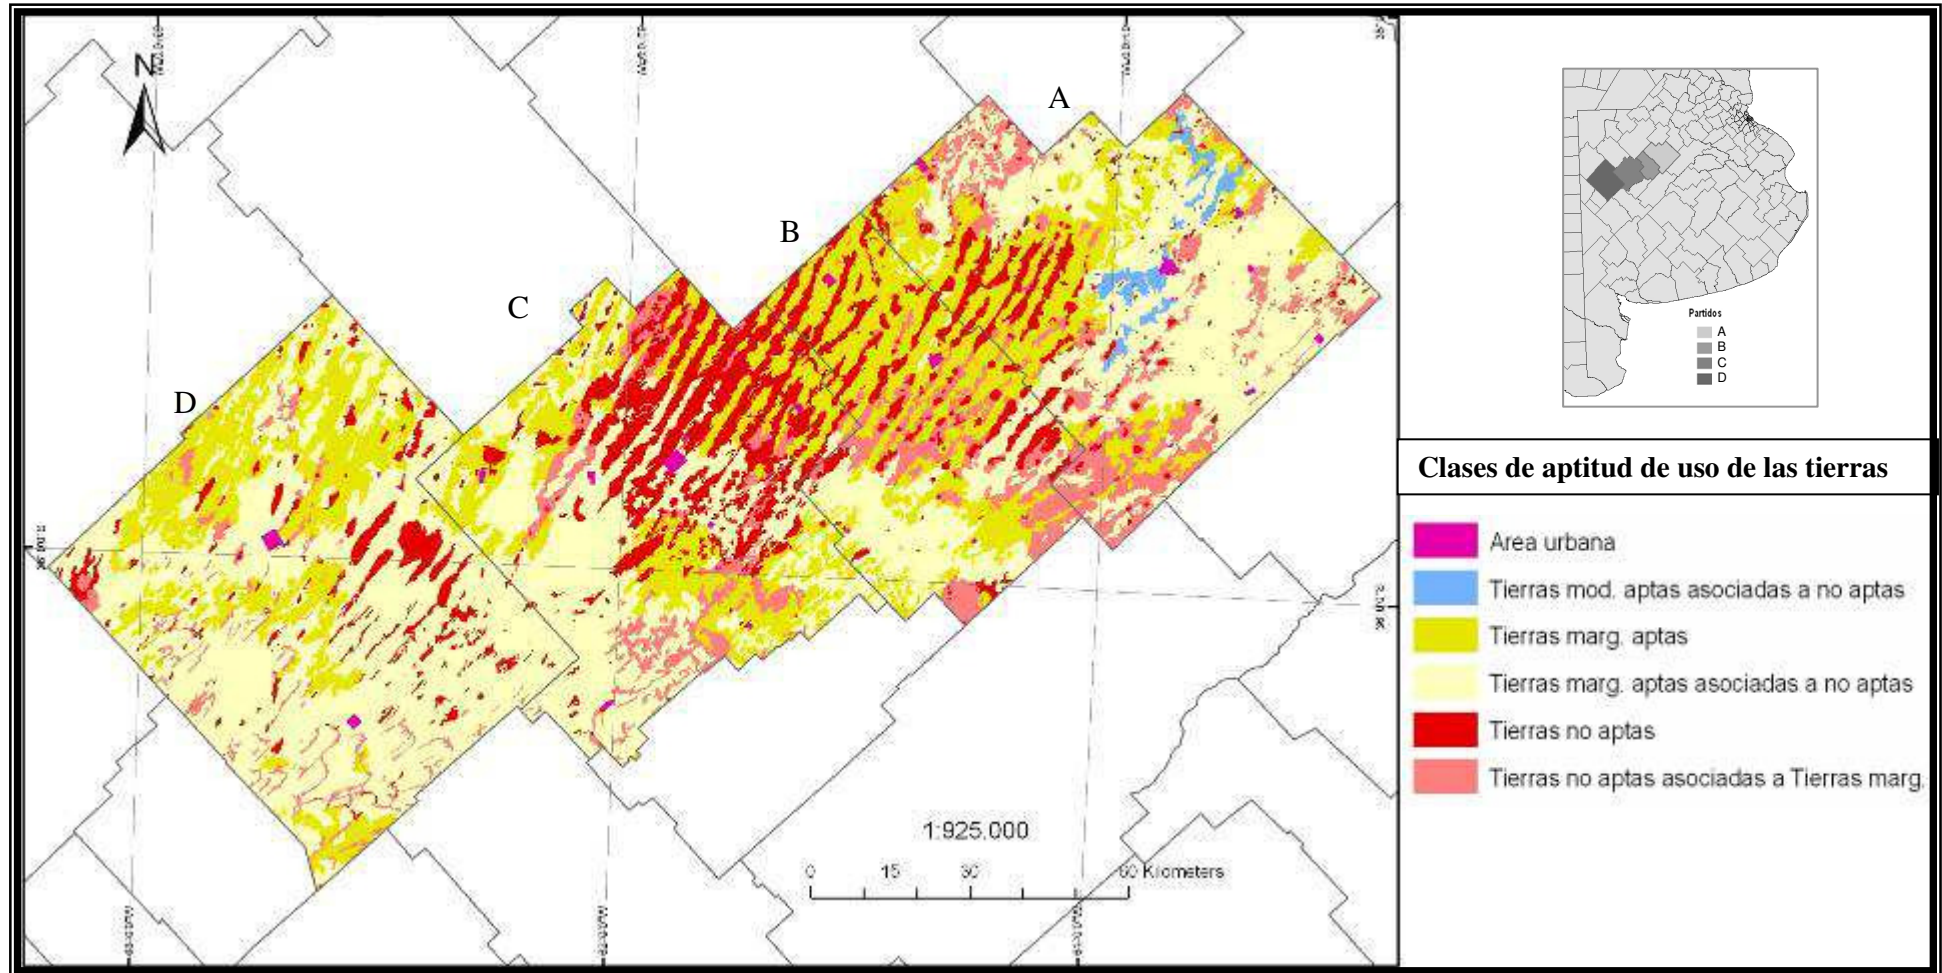 N
A
B
C
D
1:925.000
0 15 30 60 Kilometers
Partidos
A
B
C
D
Clases de aptitud de uso de las tierras
Area urbana
Tierras mod. aptas asociadas a no aptas
Tierras marg. aptas
Tierras marg. aptas asociadas a no aptas
Tierras no aptas
Tierras no aptas asociadas a Tierras marg.